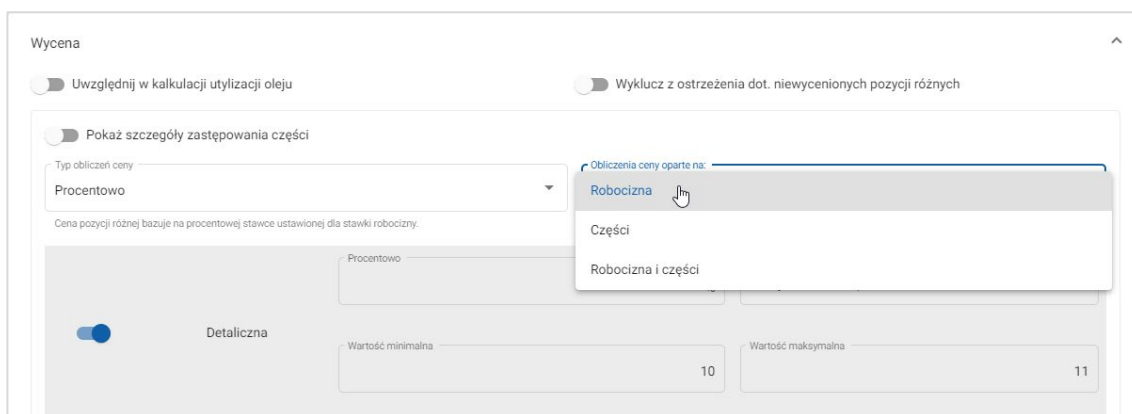 Wycena
Uwzględnij w kalkulacji utylizacji oleju
Wyklucz z ostrzeżenia dot. niewycenionych pozycji różnych
Pokaż szczegóły zastępowania części
Typ obliczeń ceny
Procentowo
Obliczenia ceny oparte na:
Robocizna
Części
Robocizna i części
Cena pozycji różnej bazuje na procentowej stawce ustawionej dla stawki robocizny.
Procentowo
Detaliczna
Wartość minimalna
10
Wartość maksymalna
11